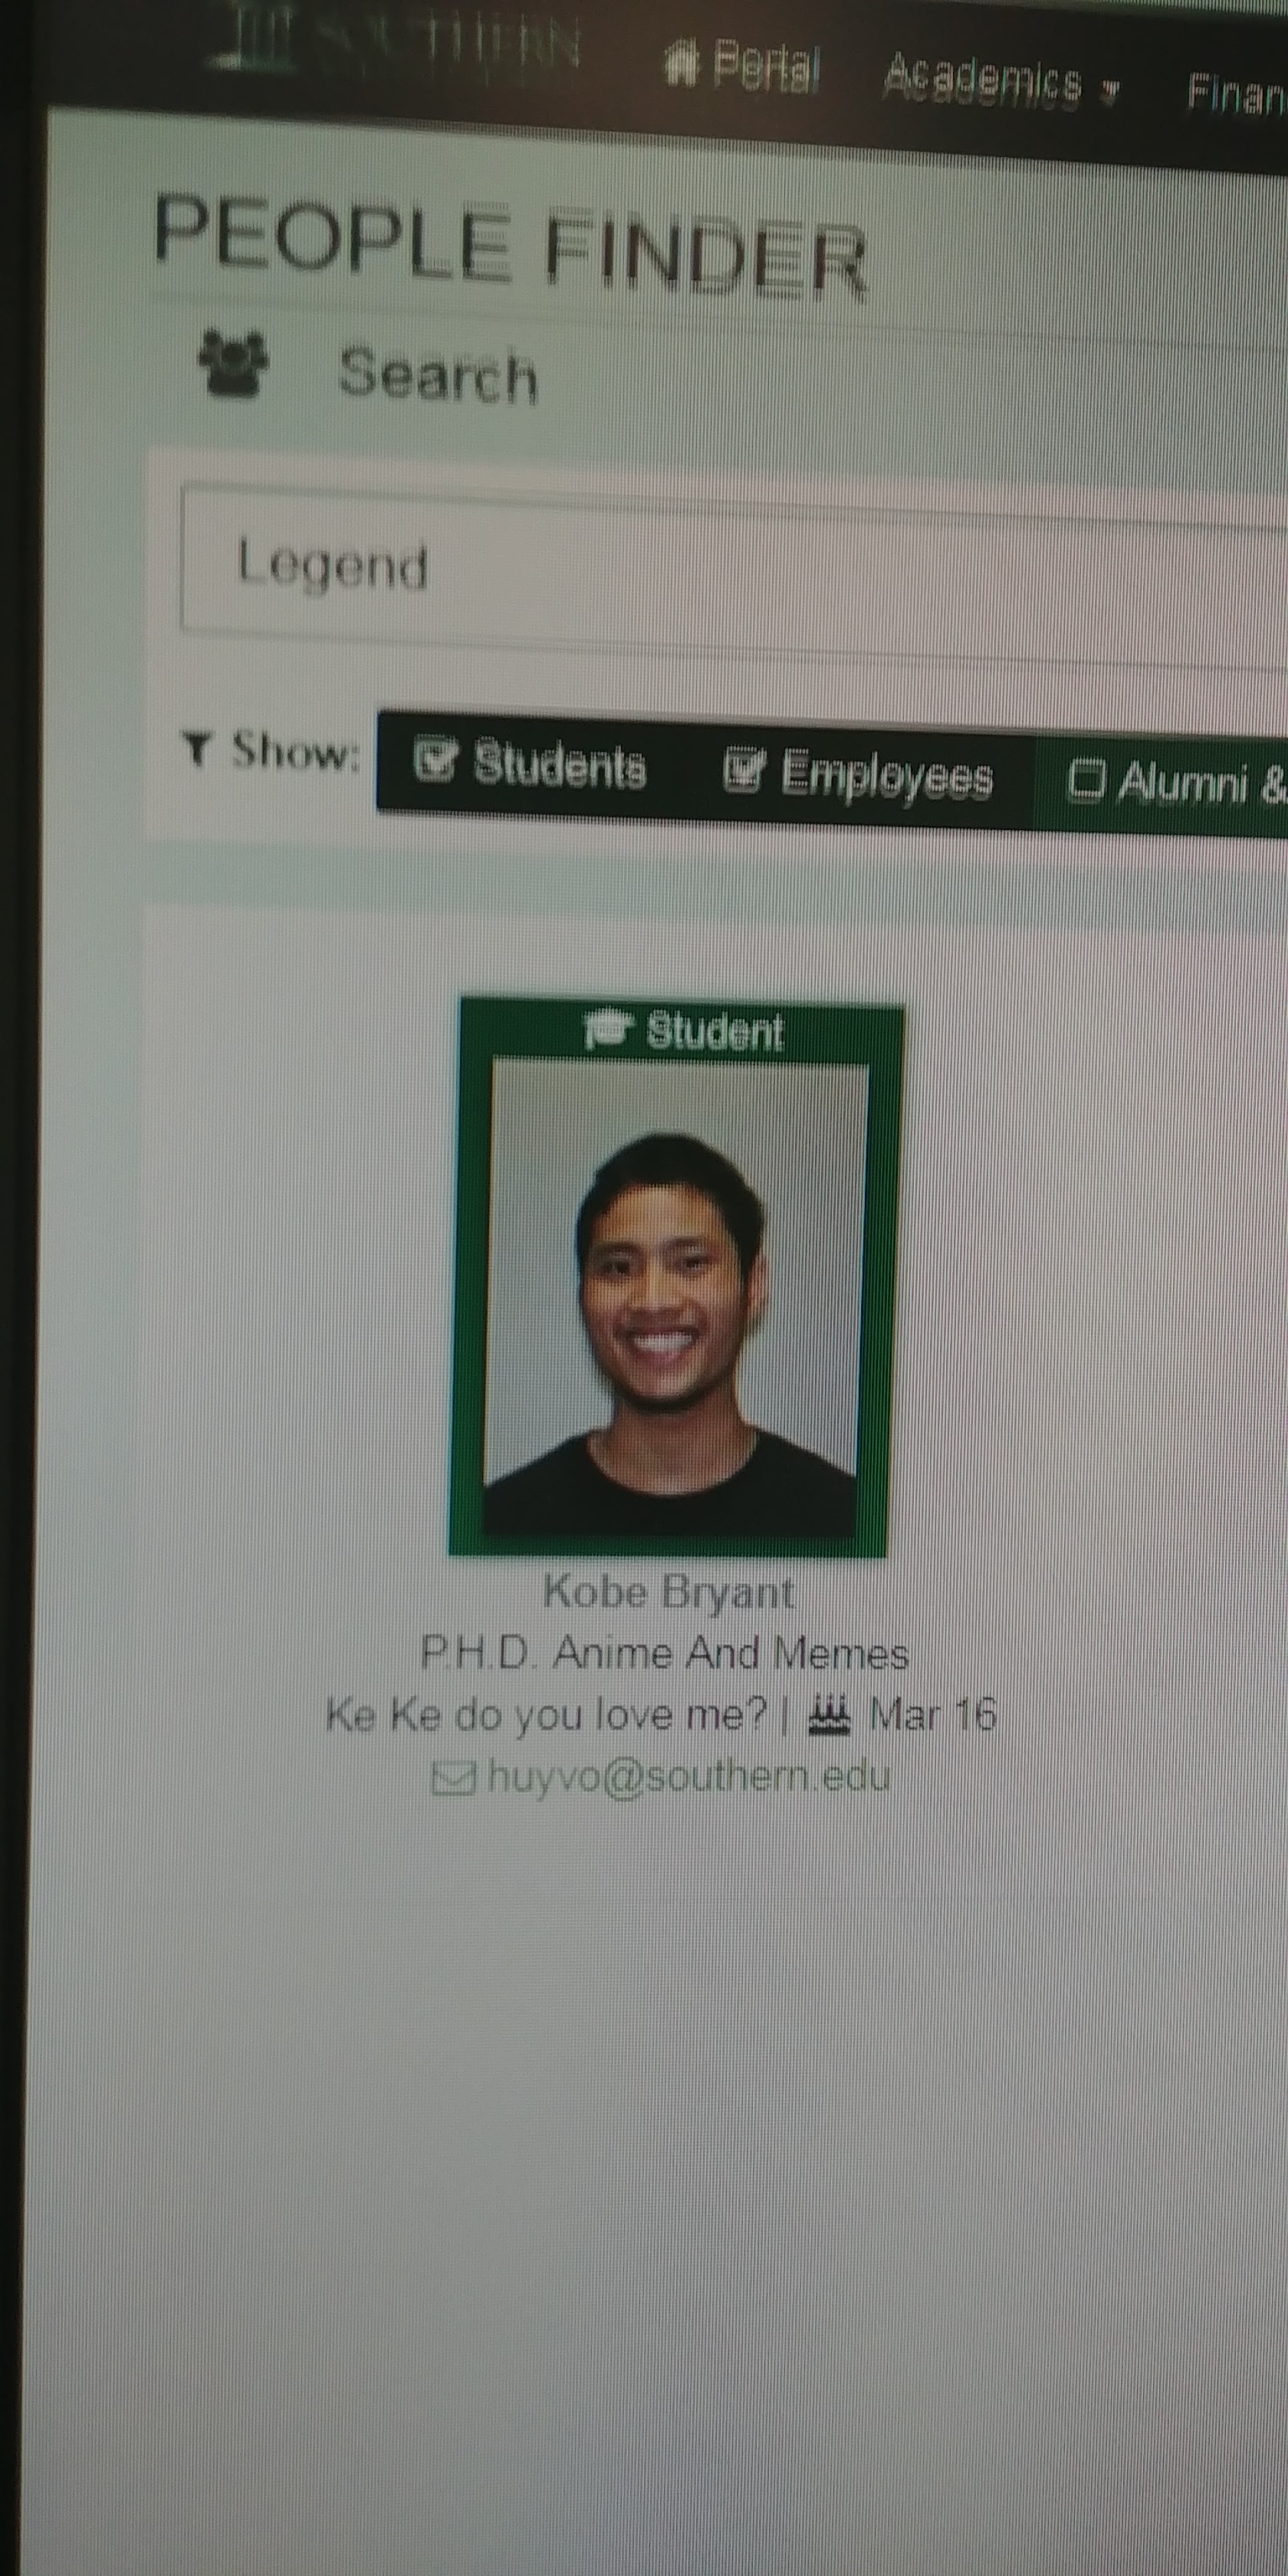 SOUTHERN
Portal Academics
PEOPLE FINDER
Search
Legend
Show: Students Employees Alumni &
Student
Kobe Bryant
P.H.D. Anime And Memes
Ke Ke do you love me? | Mar 16
huyvo@southern.edu